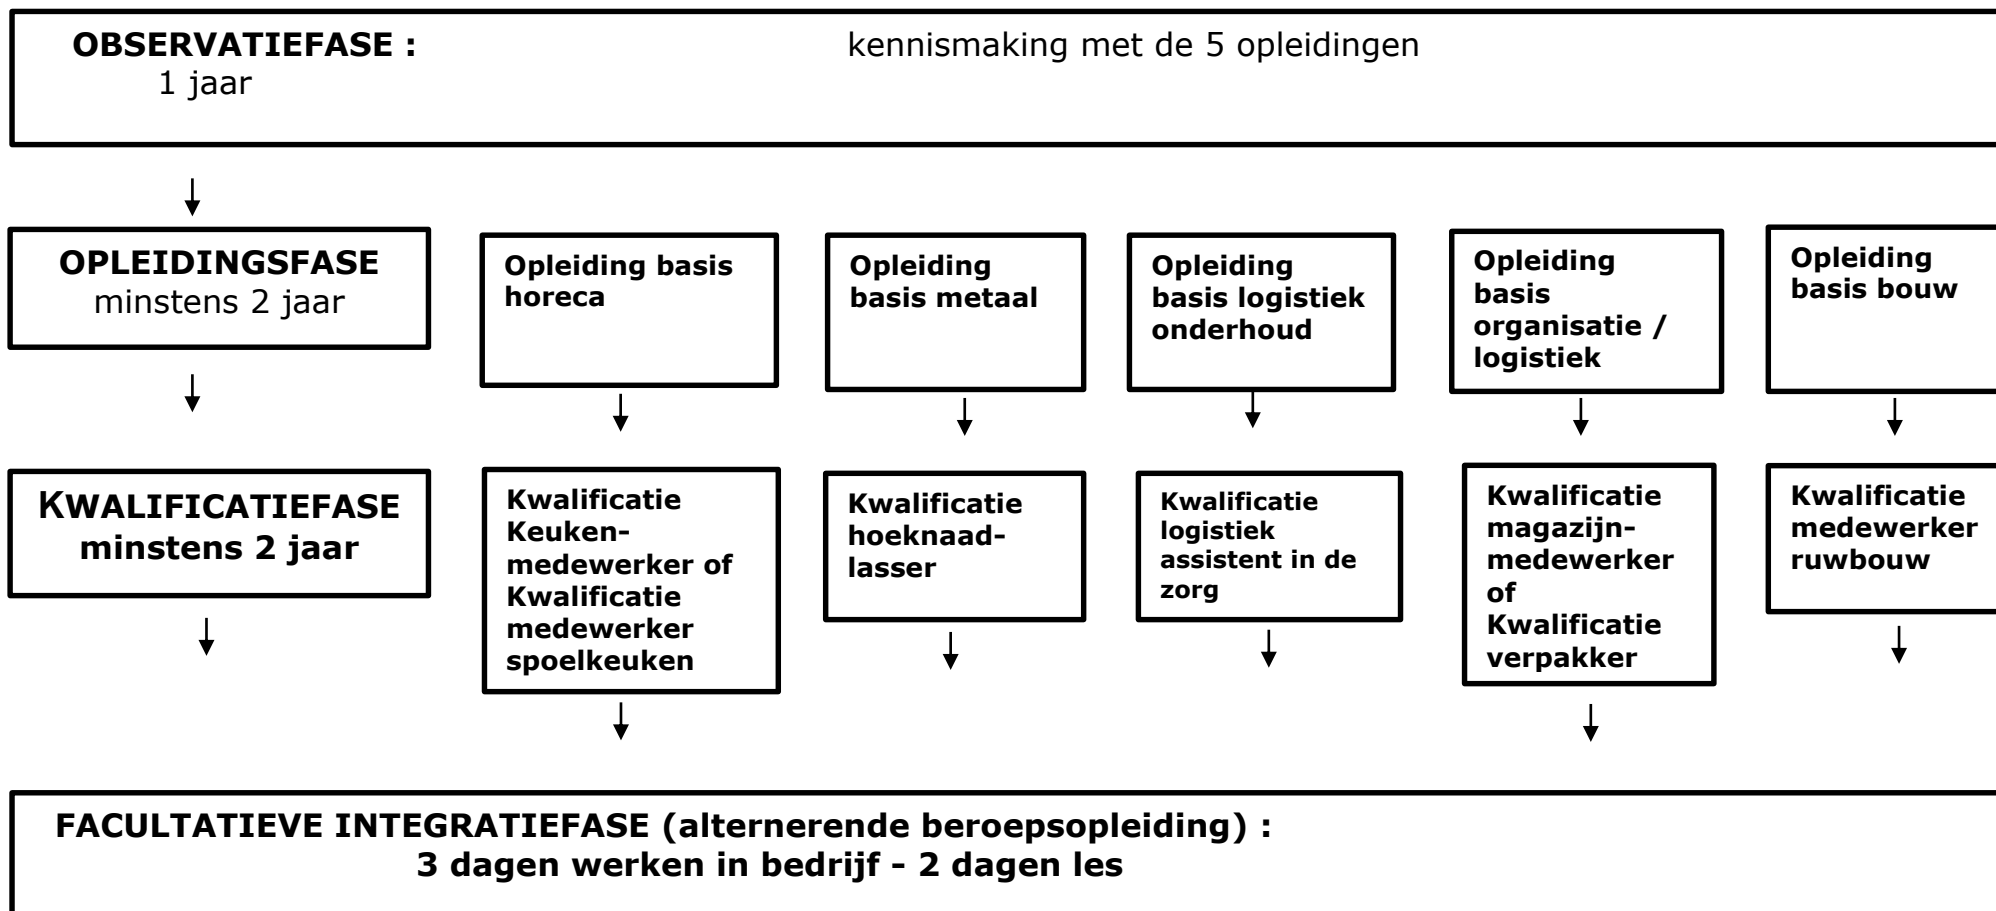 OBSERVATIEFASE : kennismaking met de 5 opleidingen
1 jaar
OPLEIDINGSFASE
minstens 2 jaar
Opleiding basis
horeca
Opleiding
basis metaal
Opleiding
basis logistiek
onderhoud
Opleiding
basis
organisatie /
logistiek
Opleiding
basis bouw
KWALIFICATIEFASE
minstens 2 jaar
Kwalificatie
Keuken-
medewerker of
Kwalificatie
medewerker
spoelkeuken
Kwalificatie
hoeknaad-
lasser
Kwalificatie
logistiek
assistent in de
zorg
Kwalificatie
magazijn-
medewerker
of
Kwalificatie
verpakker
Kwalificatie
medewerker
ruwbouw
FACULTATIEVE INTEGRATIEFASE (alternerende beroepsopleiding) :
3 dagen werken in bedrijf - 2 dagen les